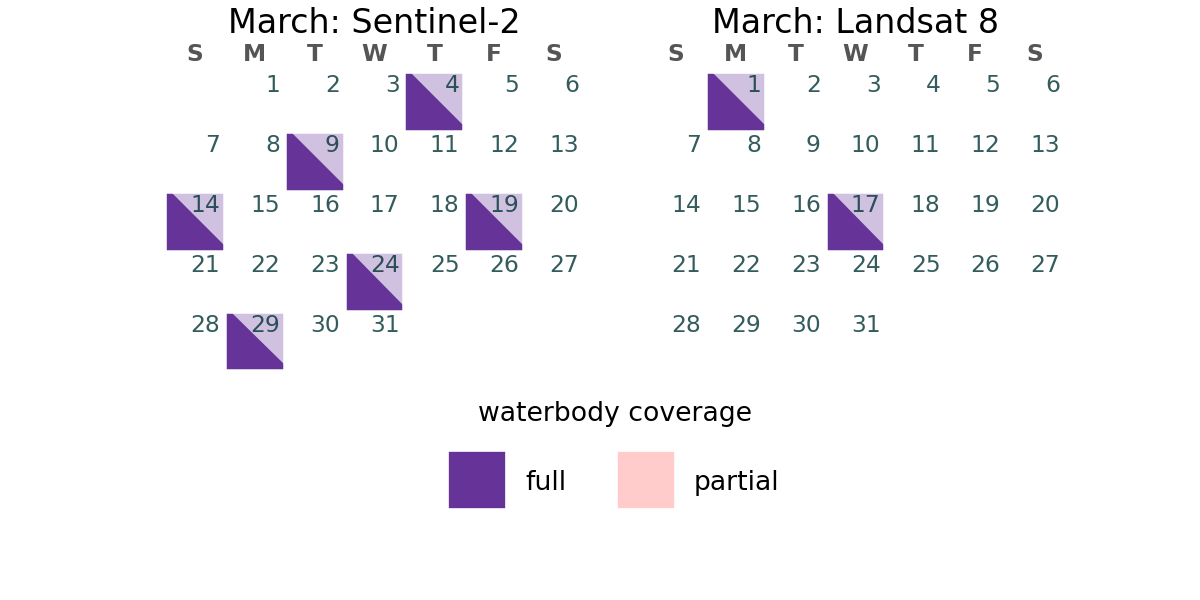 March: Sentinel-2
S M T W T F S
1 2 3 4 5 6
7 8 9 10 11 12 13
14 15 16 17 18 19 20
21 22 23 24 25 26 27
28 29 30 31
March: Landsat 8
S M T W T F S
1 2 3 4 5 6
7 8 9 10 11 12 13
14 15 16 17 18 19 20
21 22 23 24 25 26 27
28 29 30 31
waterbody coverage
full partial